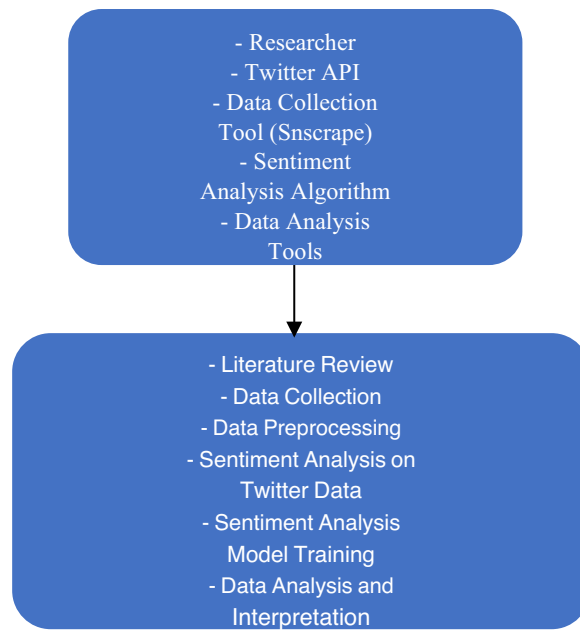 - Researcher
- Twitter API
- Data Collection
Tool (Snscrape)
- Sentiment
Analysis Algorithm
- Data Analysis
Tools
- Literature Review
- Data Collection
- Data Preprocessing
- Sentiment Analysis on
Twitter Data
- Sentiment Analysis
Model Training
- Data Analysis and
Interpretation